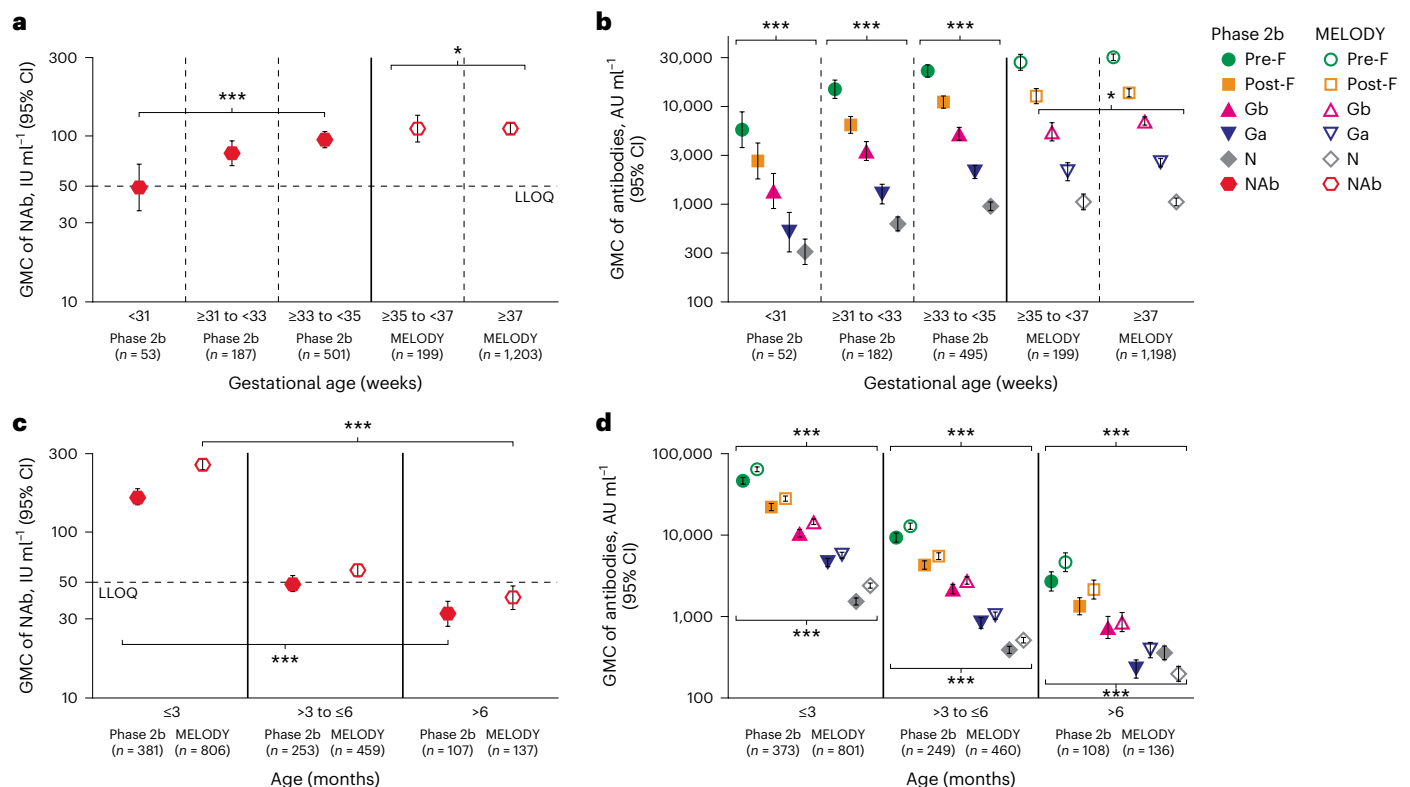 a
GMC of NAb, IU ml⁻¹ (95% CI)
300
100
50
30
10
***
*
LLOQ
<31
≥31 to <33
≥33 to <35
≥35 to <37
≥37
Phase 2b
Phase 2b
Phase 2b
MELODY
MELODY
(n = 53)
(n = 187)
(n = 501)
(n = 199)
(n = 1,203)
Gestational age (weeks)
b
GMC of antibodies, AU ml⁻¹
(95% CI)
30,000
10,000
3,000
1,000
300
100
***
***
***
*
<31
≥31 to <33
≥33 to <35
≥35 to <37
≥37
Phase 2b
Phase 2b
Phase 2b
MELODY
MELODY
(n = 52)
(n = 182)
(n = 495)
(n = 199)
(n = 1,198)
Gestational age (weeks)
Phase 2b
MELODY
Pre-F
Pre-F
Post-F
Post-F
Gb
Gb
Ga
Ga
N
N
NAb
NAb
c
GMC of NAb, IU ml⁻¹ (95% CI)
300
100
50
30
10
***
LLOQ
***
≤3
>3 to ≤6
>6
Phase 2b
MELODY
Phase 2b
MELODY
Phase 2b
MELODY
(n = 381)
(n = 806)
(n = 253)
(n = 459)
(n = 107)
(n = 137)
Age (months)
d
GMC of antibodies, AU ml⁻¹
(95% CI)
100,000
10,000
1,000
100
***
***
***
***
***
***
≤3
>3 to ≤6
>6
Phase 2b
MELODY
Phase 2b
MELODY
Phase 2b
MELODY
(n = 373)
(n = 801)
(n = 249)
(n = 460)
(n = 108)
(n = 136)
Age (months)